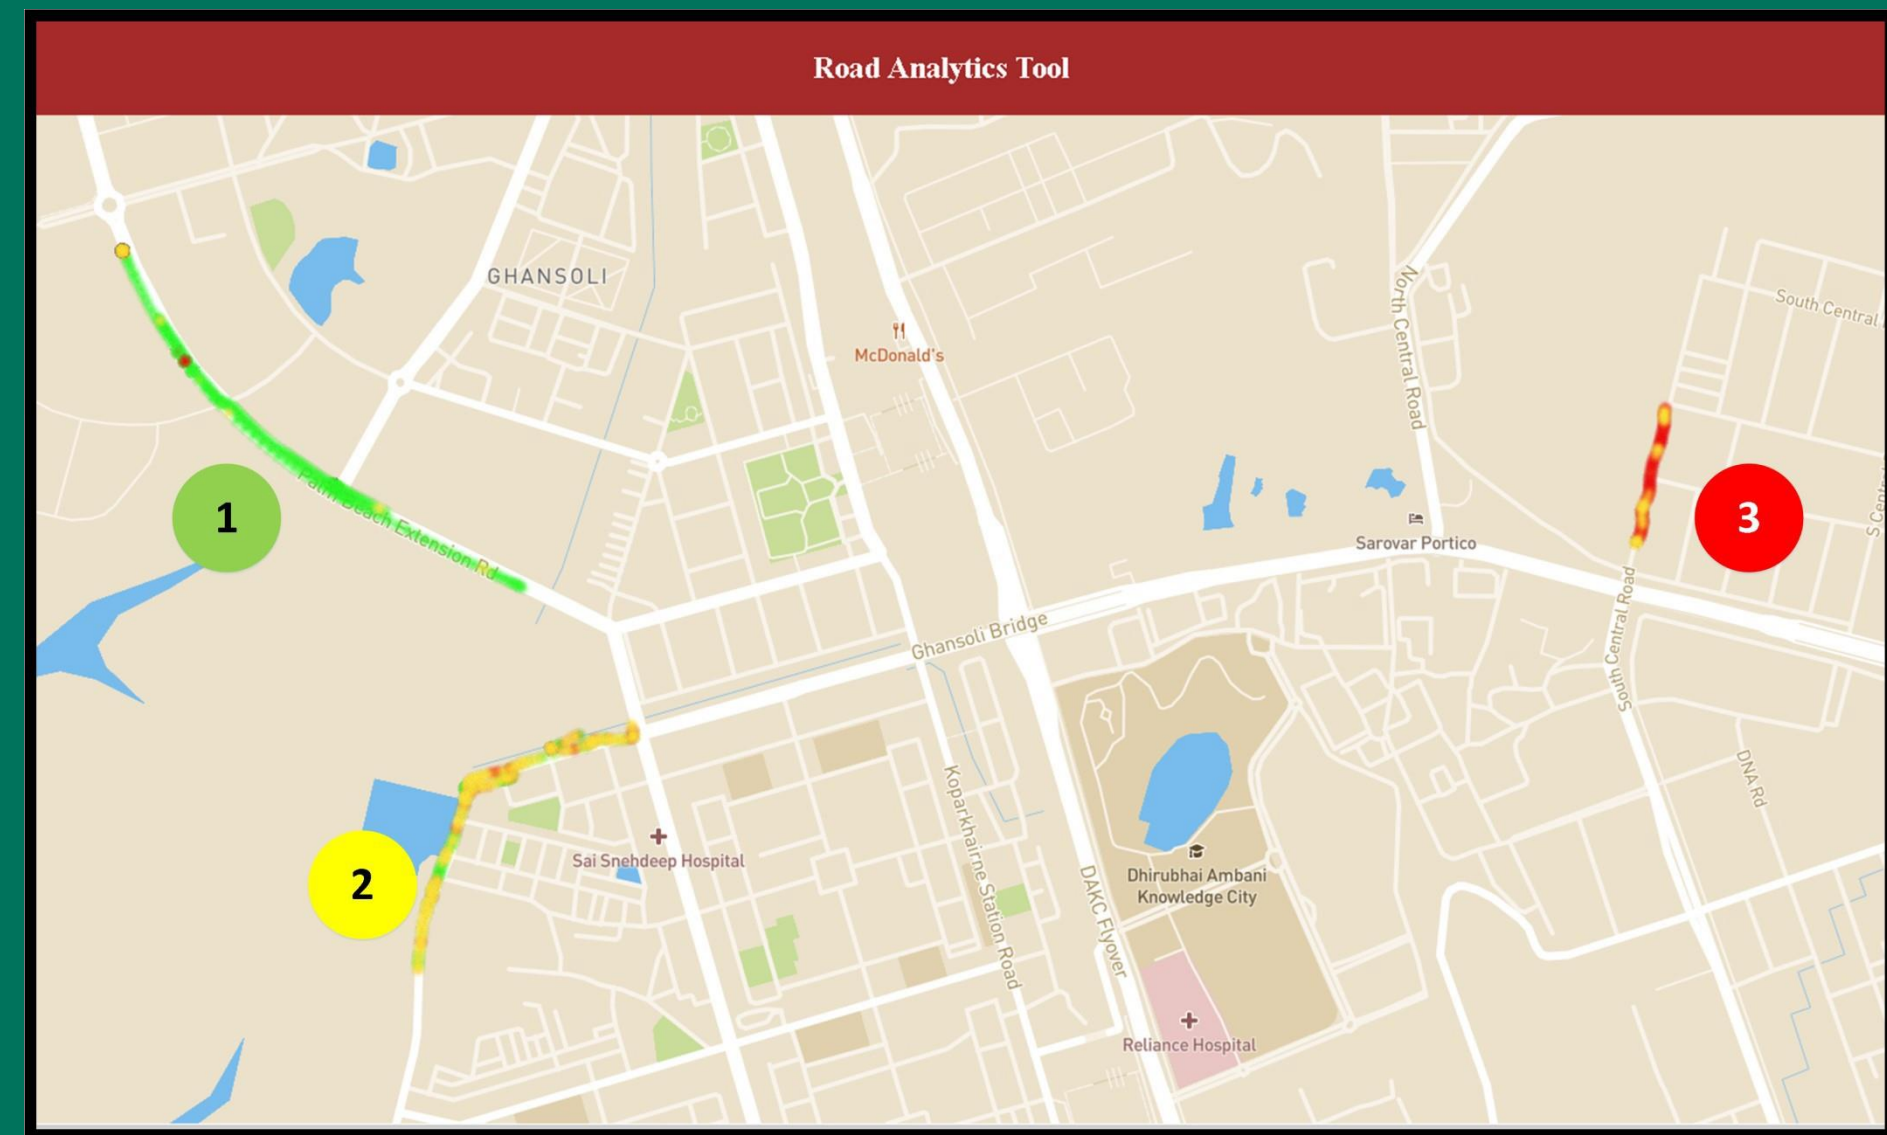 Road Analytics Tool
GHANSOLI
McDonald's
North Central Road
South Central
Palm Beach Extension Rd
1
Sarovar Portico
3
S Central
Ghansoli Bridge
South Central Road
DNA Rd
Koparkhairne Station Road
Sai Snehdeep Hospital
2
DAKC Flyover
Dhirubhai Ambani
Knowledge City
Reliance Hospital